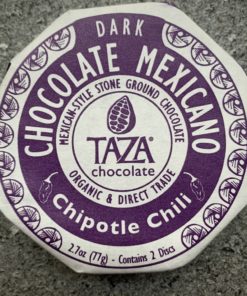 DARK
CHOCOLATE MEXICANO
MEXICAN-STYLE STONE GROUND CHOCOLATE
TAZA®
chocolate
ORGANIC & DIRECT TRADE
Chipotle Chili
2.7oz (77g) - Contains 2 Discs